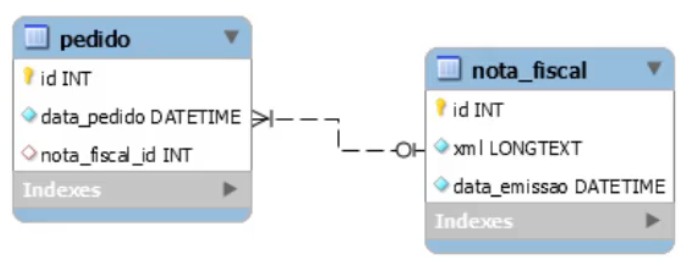 pedido
id INT
data_pedido DATETIME
nota_fiscal_id INT
Indexes
nota_fiscal
id INT
xml LONGTEXT
data_emissao DATETIME
Indexes